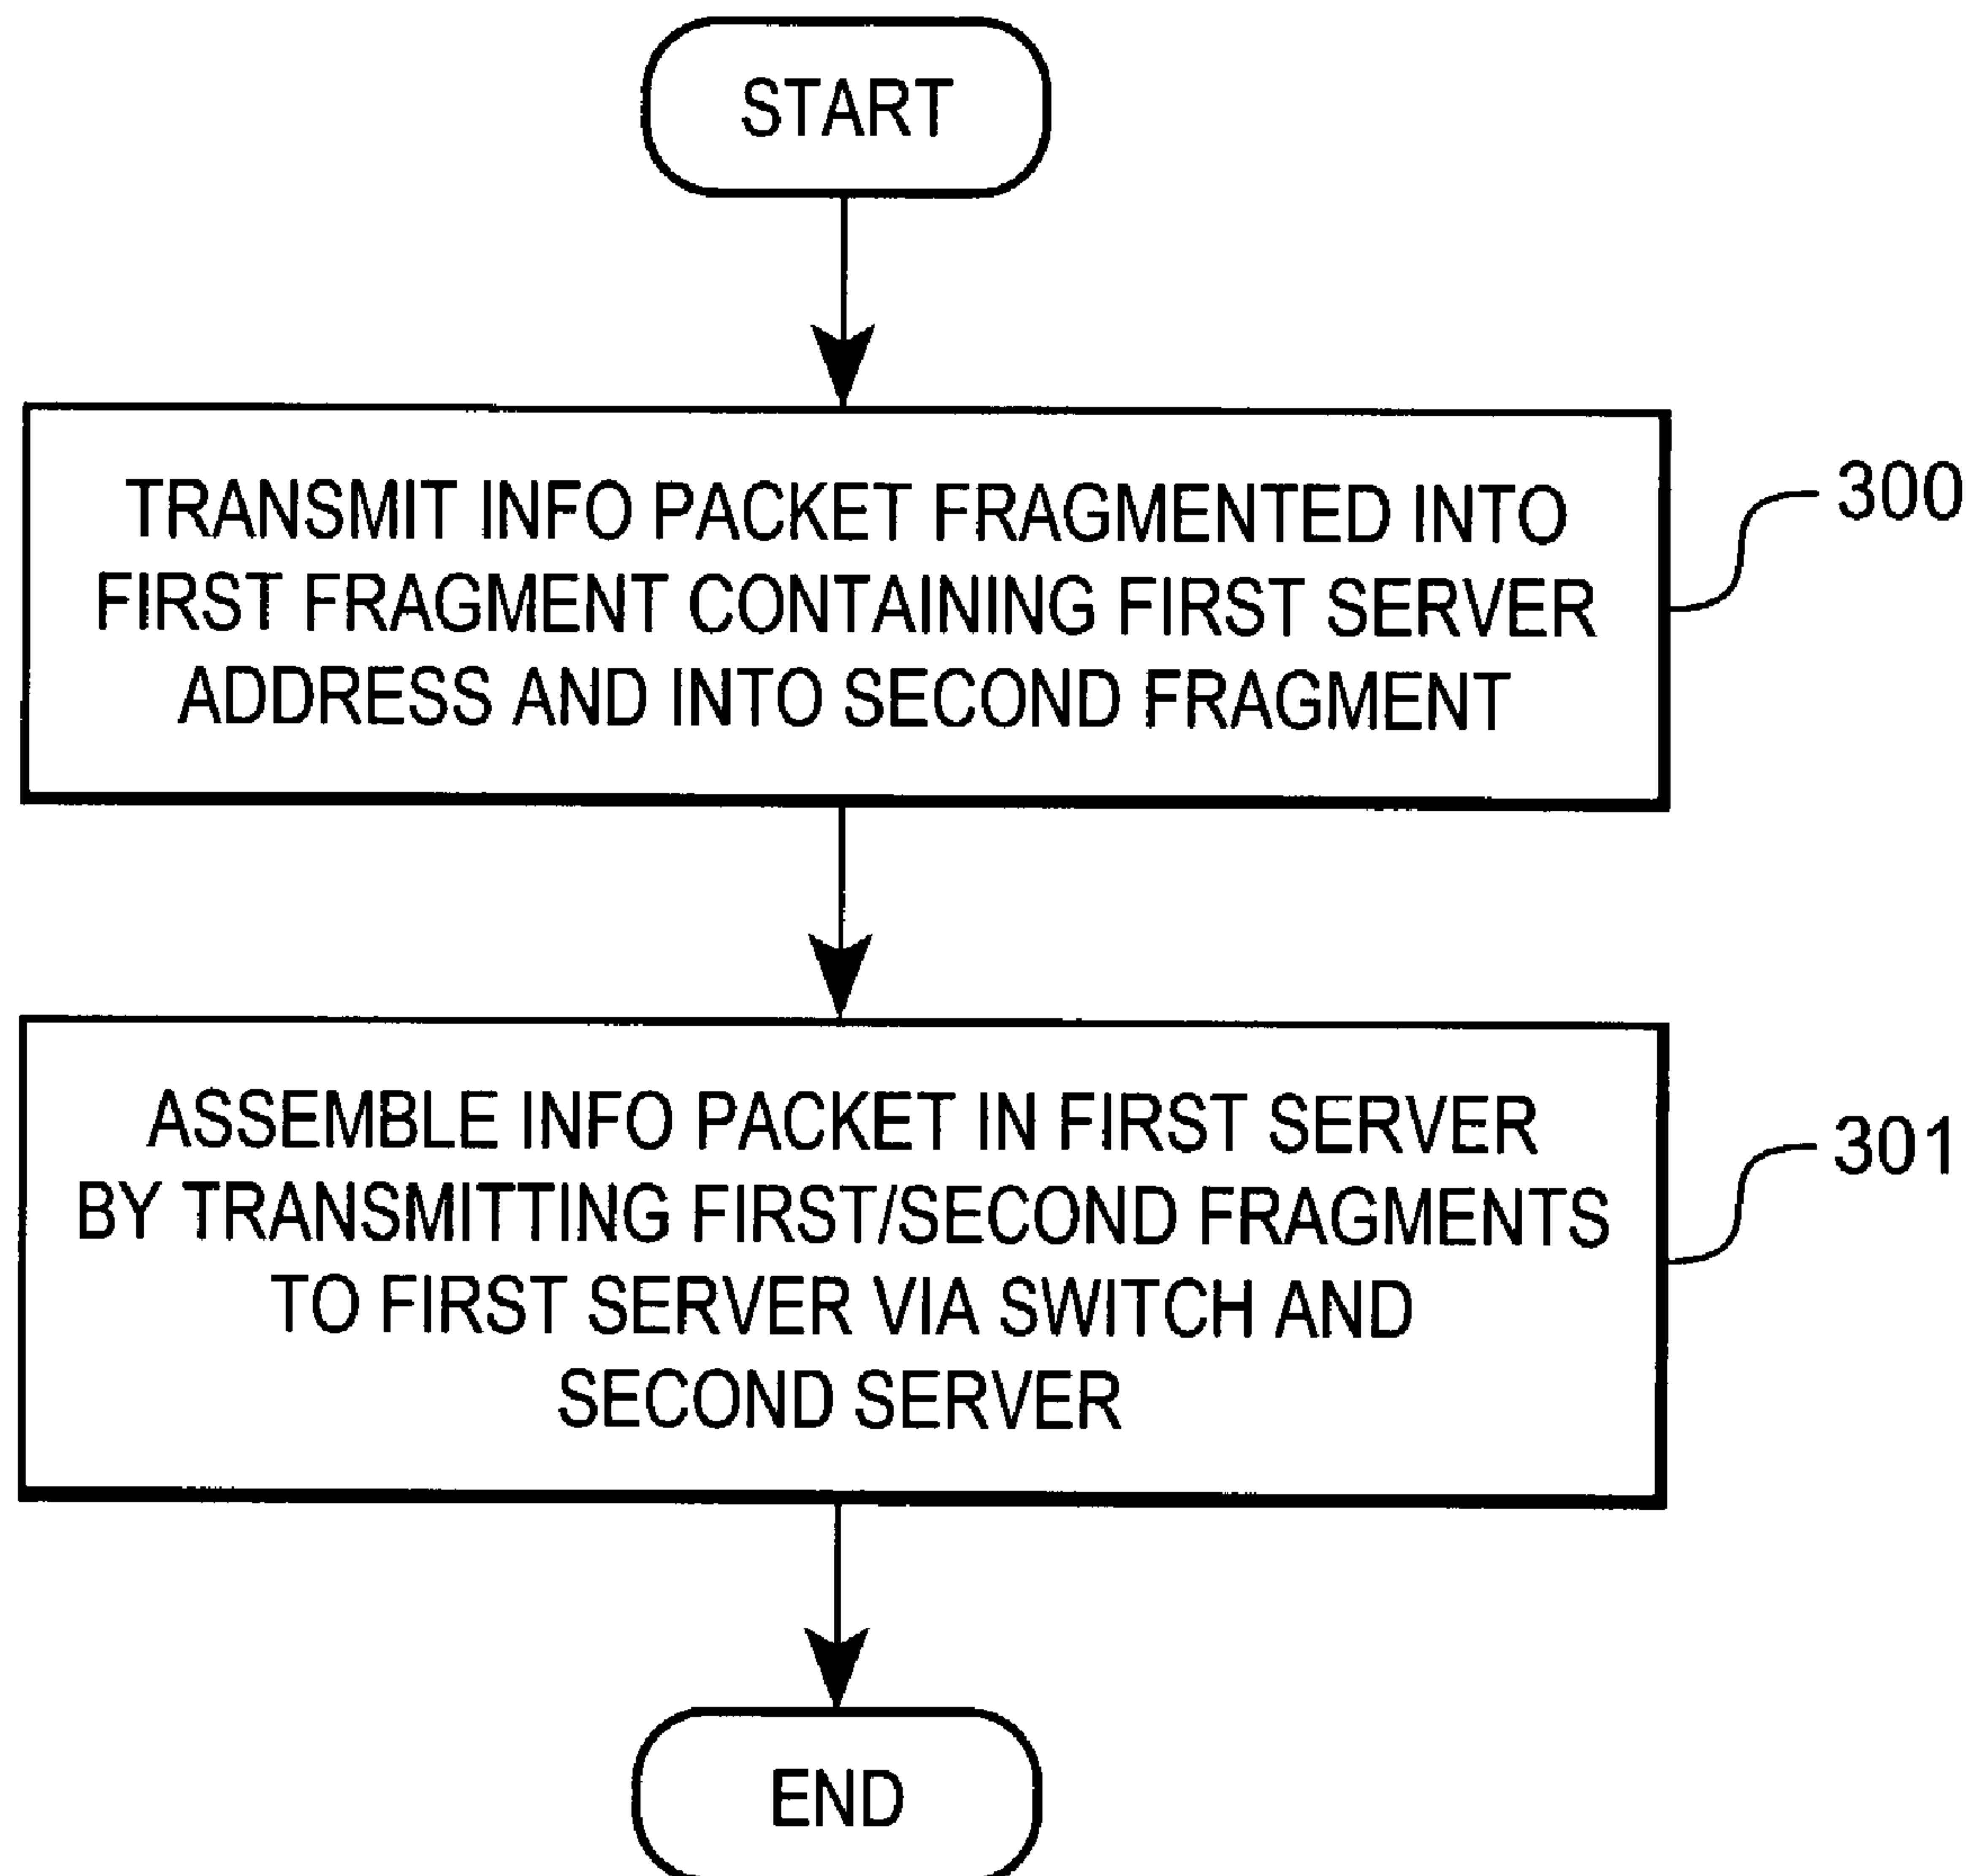 START
TRANSMIT INFO PACKET FRAGMENTED INTO
FIRST FRAGMENT CONTAINING FIRST SERVER
ADDRESS AND INTO SECOND FRAGMENT
300
ASSEMBLE INFO PACKET IN FIRST SERVER
BY TRANSMITTING FIRST/SECOND FRAGMENTS
TO FIRST SERVER VIA SWITCH AND
SECOND SERVER
301
END